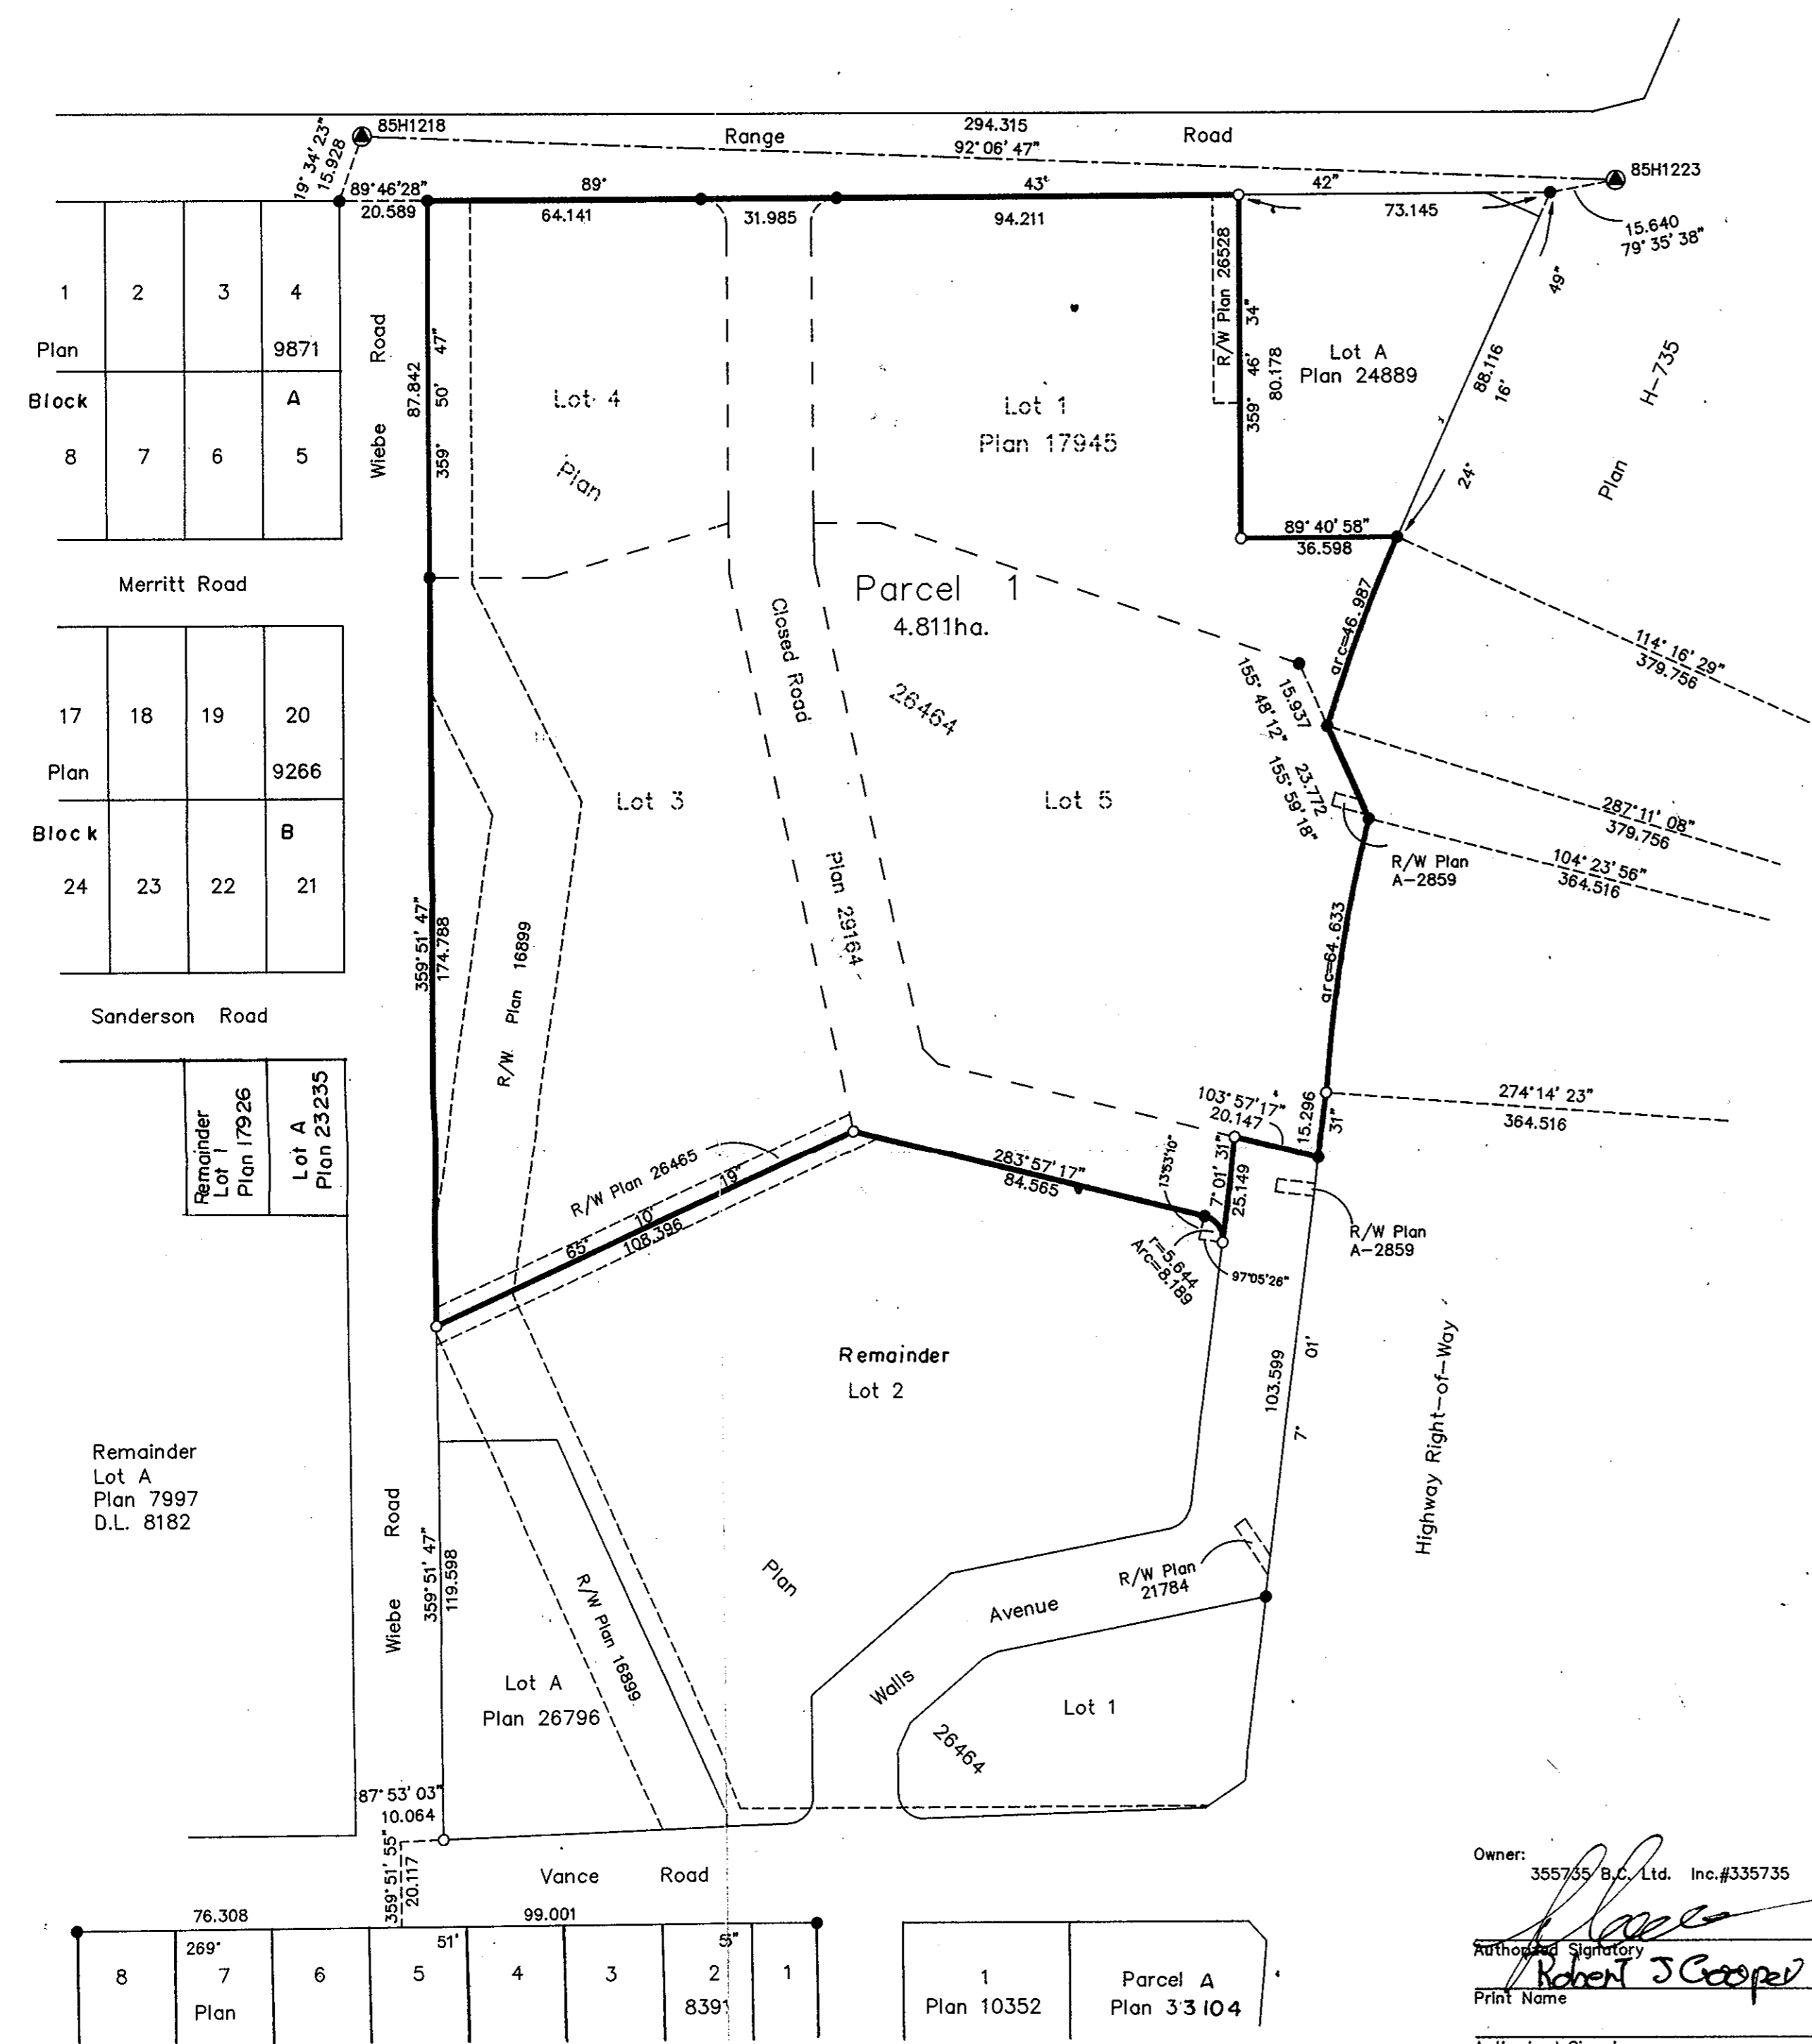 85H1218
Range
294.315
92° 06' 47"
Road
85H1223
19° 34' 23"
15.928
89°46'28"
20.589
89°
64.141
31.985
43'
94.211
42"
73.145
15.640
79° 35' 38"
49"
1
2
3
4
Plan
9871
Block
A
8
7
6
5
Wiebe
Road
87.842
359°
50'
47"
Lot 4
Plan
Lot 1
Plan 17945
R/W Plan 26528
359°
46'
34"
80.178
Lot A
Plan 24889
88.116
16'
24°
H-735
Plan
89° 40' 58"
36.598
Merritt Road
Parcel 1
4.811ha.
Closed Road
arc=46.987
114° 16' 29"
379.756
15.937
155° 48' 12"
26464
17
18
19
20
Plan
9266
Block
B
24
23
22
21
Lot 3
Lot 5
23.772
155° 59' 18"
R/W Plan
A-2859
287° 11' 08"
379.756
104° 23' 56"
364.516
Plan 29164
R/W Plan 16899
359° 51' 47"
174.788
arc=64.633
Sanderson Road
Remainder
Lot 1
Plan 17926
Lot A
Plan 23235
103° 57' 17"
20.147
15.296
31"
274° 14' 23"
364.516
R/W Plan 26465
65°
10'
19"
108.396
283° 57' 17"
84.565
13°53'10"
7° 01' 31"
25.149
r=5.644
Arc=8.189
97°05'26"
R/W Plan
A-2859
Remainder
Lot 2
103.599
7°
01'
Highway Right-of-Way
Remainder
Lot A
Plan 7997
D.L. 8182
Wiebe
Road
359° 51' 47"
119.598
R/W Plan 16899
Plan
R/W Plan
21784
Avenue
Walls
Lot A
Plan 26796
Lot 1
26464
87° 53' 03"
10.064
359° 51' 55"
20.117
Vance Road
76.308
99.001
269°
51'
8
7
6
5
4
3
2
1
Plan
8391
1
Plan 10352
Parcel A
Plan 33104
Owner:
355735 B.C. Ltd. Inc.#335735
Authorized Signatory
Robert J Cooper
Print Name